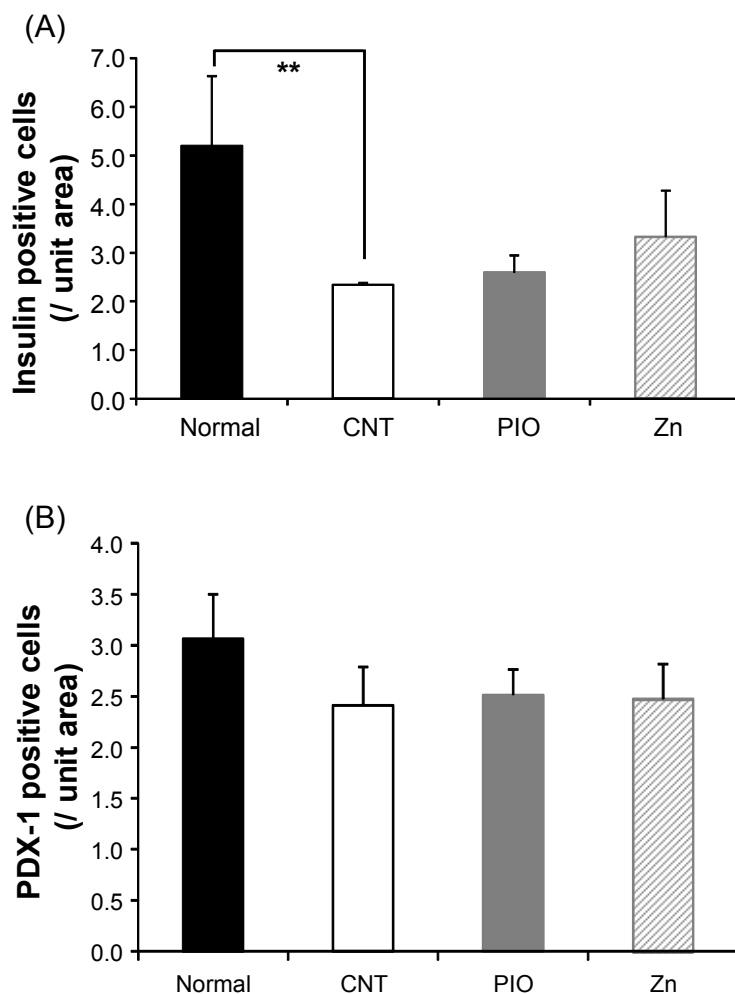 (A)
Insulin positive cells
(/ unit area)
7.0
6.0
5.0
4.0
3.0
2.0
1.0
0.0
**
Normal CNT PIO Zn
(B)
PDX-1 positive cells
(/ unit area)
4.0
3.5
3.0
2.5
2.0
1.5
1.0
0.5
0.0
Normal CNT PIO Zn